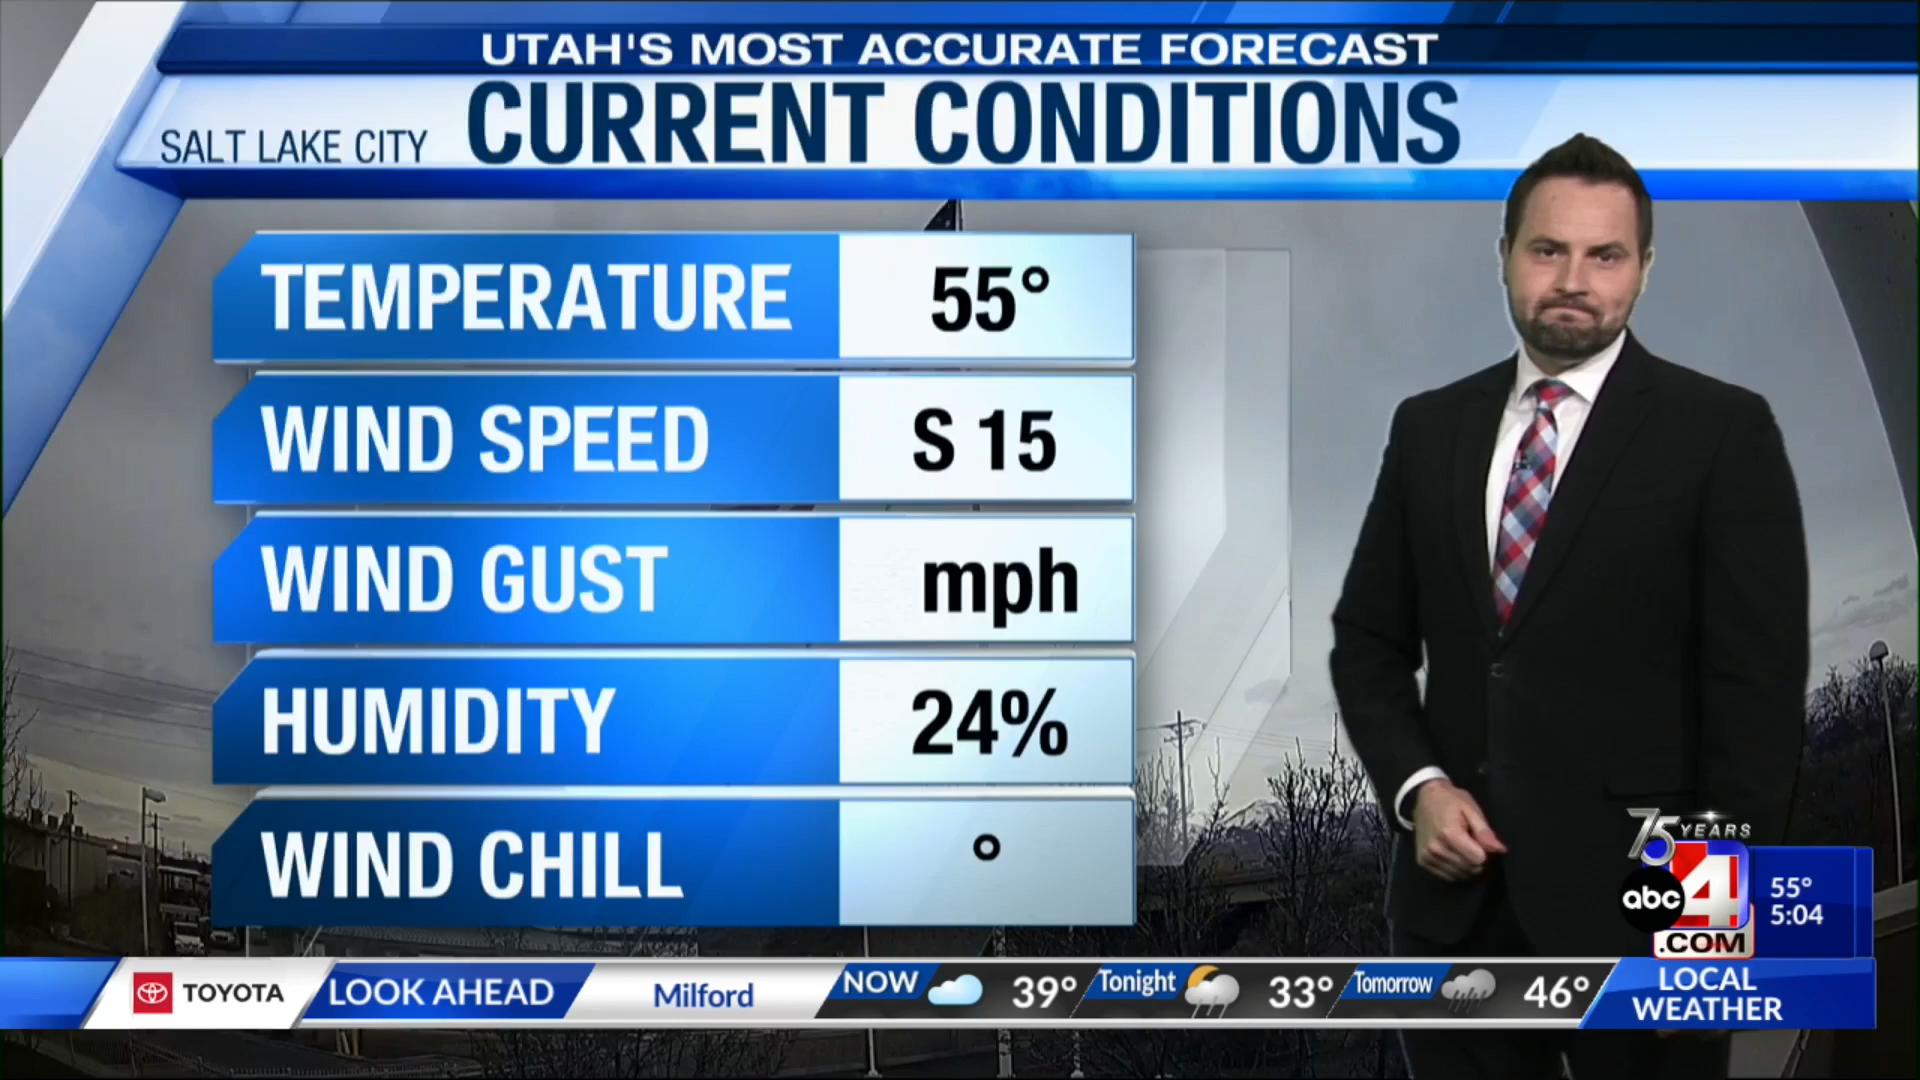 UTAH'S MOST ACCURATE FORECAST
SALT LAKE CITY CURRENT CONDITIONS
TEMPERATURE 55°
WIND SPEED S 15
WIND GUST mph
HUMIDITY 24%
WIND CHILL °
75 YEARS
abc 4
.COM
55°
5:04
TOYOTA LOOK AHEAD Milford NOW 39° Tonight 33° Tomorrow 46°
LOCAL
WEATHER